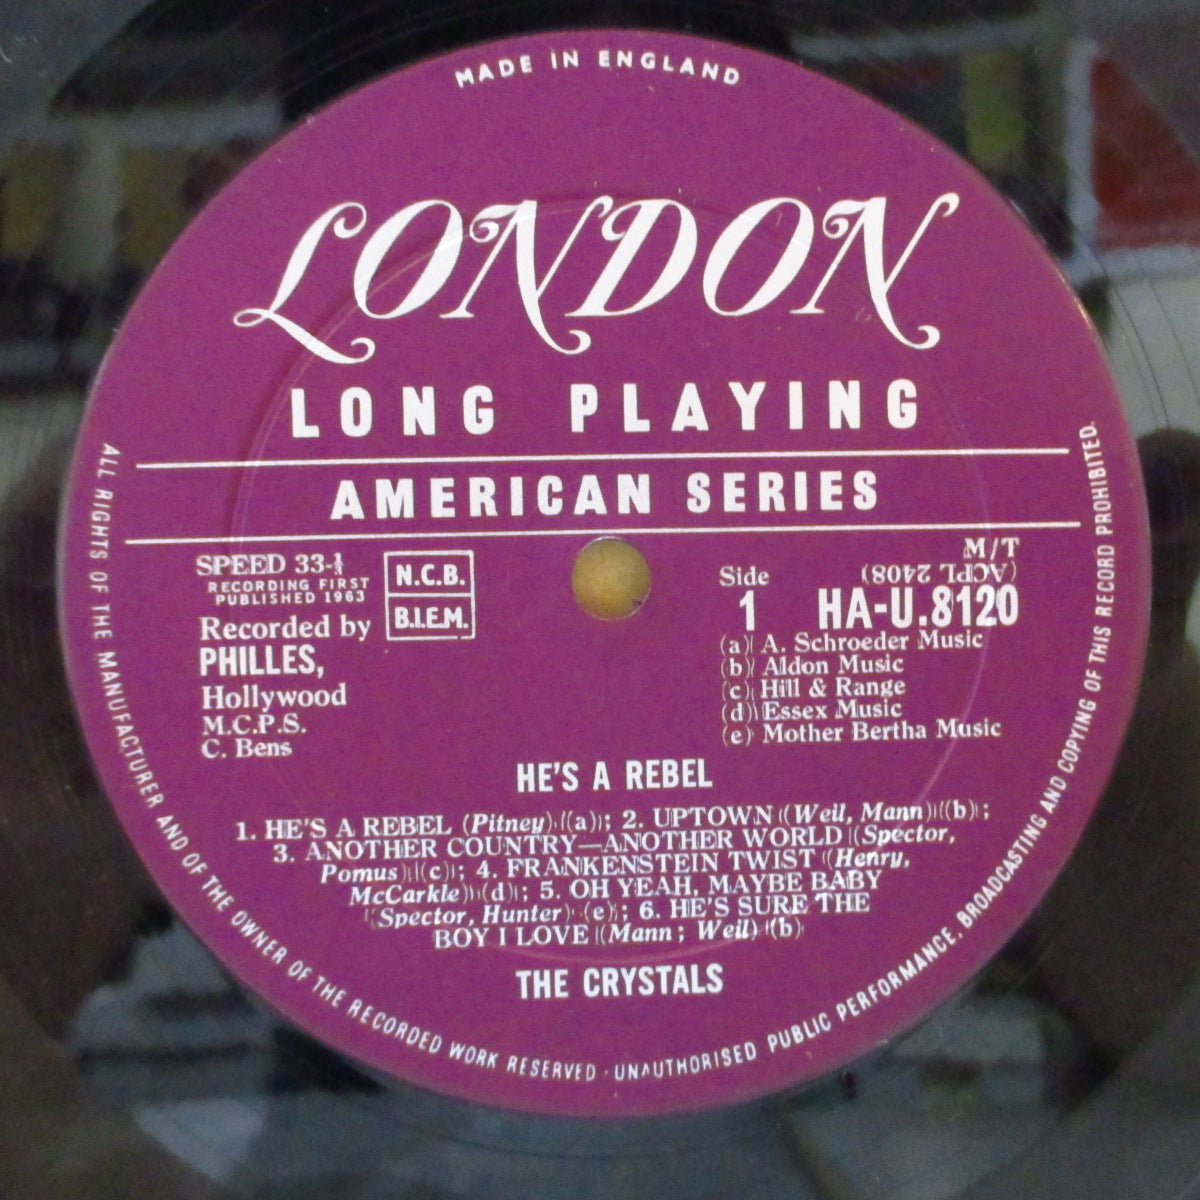 MADE IN ENGLAND
LONDON
LONG PLAYING
AMERICAN SERIES
SPEED 33-⅓
RECORDING FIRST
PUBLISHED 1963
N.C.B.
B.I.E.M.
Recorded by
PHILLES,
Hollywood
M.C.P.S.
C. Bens
M/T
(ACPL 2408)
Side
1 HA-U.8120
(a) A. Schroeder Music
(b) Aldon Music
(c) Hill & Range
(d) Essex Music
(e) Mother Bertha Music
HE'S A REBEL
1. HE'S A REBEL (Pitney) (a); 2. UPTOWN (Weil, Mann) (b);
3. ANOTHER COUNTRY—ANOTHER WORLD (Spector,
Pomus) (c); 4. FRANKENSTEIN TWIST (Henry,
McCarkle) (d); 5. OH YEAH, MAYBE BABY
(Spector, Hunter) (e); 6. HE'S SURE THE
BOY I LOVE (Mann; Weil) (b)
THE CRYSTALS
ALL RIGHTS OF THE MANUFACTURER AND OF THE OWNER OF THE RECORDED WORK RESERVED · UNAUTHORISED PUBLIC PERFORMANCE, BROADCASTING AND COPYING OF THIS RECORD PROHIBITED.